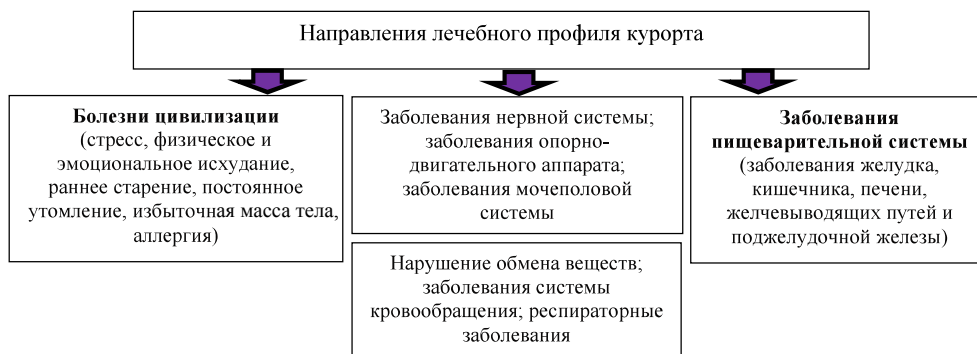 Направления лечебного профиля курорта
Болезни цивилизации
(стресс, физическое и
эмоциональное исхудание,
раннее старение, постоянное
утомление, избыточная масса тела,
аллергия)
Заболевания нервной системы;
заболевания опорно-
двигательного аппарата;
заболевания мочеполовой
системы
Заболевания
пищеварительной системы
(заболевания желудка,
кишечника, печени,
желчевыводящих путей и
поджелудочной железы)
Нарушение обмена веществ;
заболевания системы
кровообращения; респираторные
заболевания